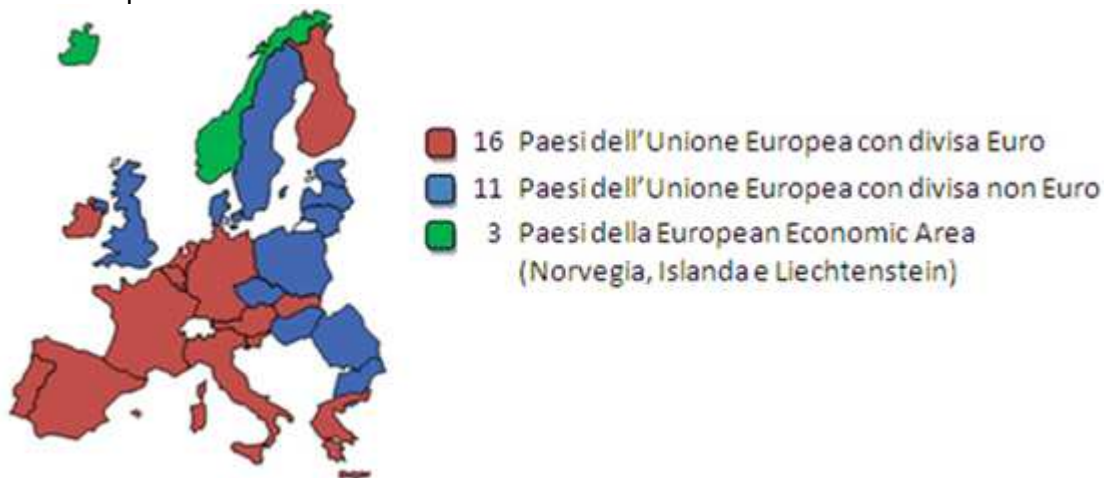 16 Paesi dell'Unione Europea con divisa Euro
11 Paesi dell'Unione Europea con divisa non Euro
3 Paesi della European Economic Area
(Norvegia, Islanda e Liechtenstein)